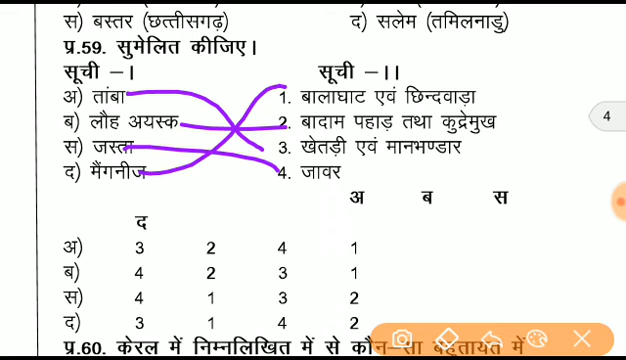 स) बस्तर (छत्तीसगढ़) द) सलेम (तमिलनाडु)
प्र.59. सुमेलित कीजिए।
सूची –I सूची –II
अ) तांबा 1. बालाघाट एवं छिन्दवाड़ा
ब) लौह अयस्क 2. बादाम पहाड़ तथा कुद्रेमुख
स) जस्ता 3. खेतड़ी एवं मानभण्डार
द) मैंगनीज 4. जावर
अ ब स
द
अ) 3 2 4 1
ब) 4 2 3 1
स) 4 1 3 2
द) 3 1 4 2
प्र.60. केरल में निम्नलिखित में से कौन–सा बहुतायत में
4